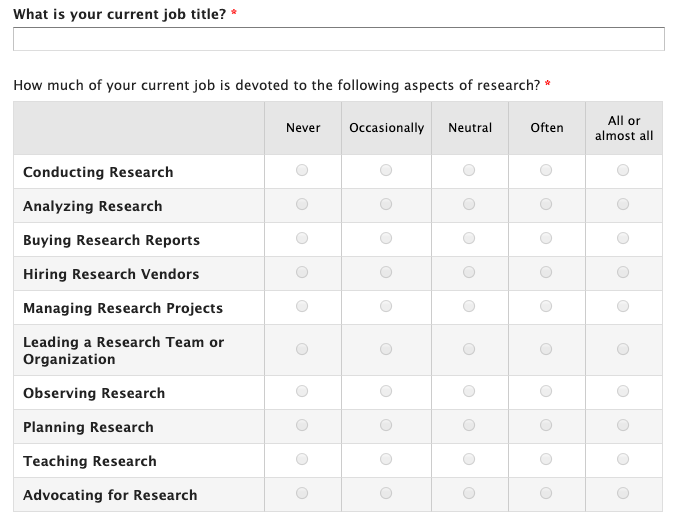 What is your current job title? *
How much of your current job is devoted to the following aspects of research? *
Never Occasionally Neutral Often All or almost all
Conducting Research
Analyzing Research
Buying Research Reports
Hiring Research Vendors
Managing Research Projects
Leading a Research Team or
Organization
Observing Research
Planning Research
Teaching Research
Advocating for Research